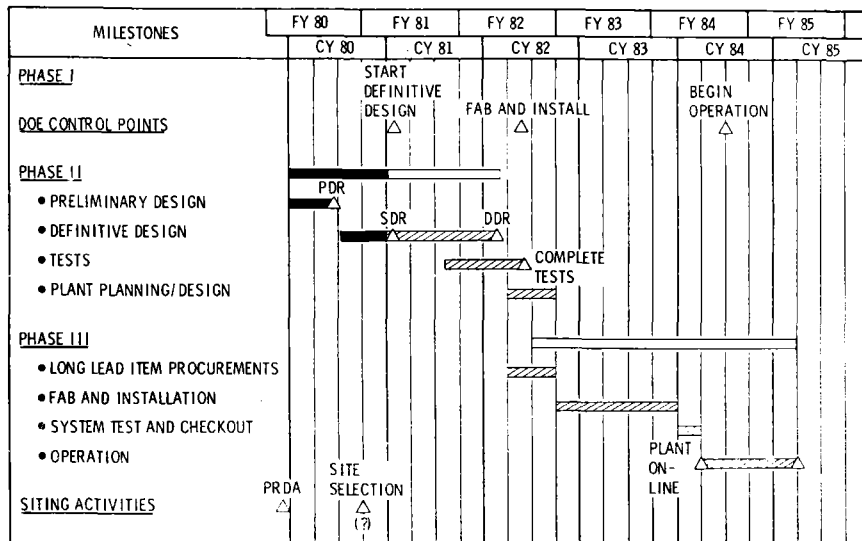 MILESTONES
FY 80 FY 81 FY 82 FY 83 FY 84 FY 85
CY 80 CY 81 CY 82 CY 83 CY 84 CY 85
PHASE I
START
DEFINITIVE
DESIGN
FAB AND INSTALL
BEGIN
OPERATION
DOE CONTROL POINTS
PHASE II
PDR
• PRELIMINARY DESIGN
SDR DDR
• DEFINITIVE DESIGN
• TESTS
COMPLETE
TESTS
• PLANT PLANNING/DESIGN
PHASE III
• LONG LEAD ITEM PROCUREMENTS
• FAB AND INSTALLATION
• SYSTEM TEST AND CHECKOUT
• OPERATION
PLANT
ON-
LINE
PRDA
SITE
SELECTION
(?)
SITING ACTIVITIES